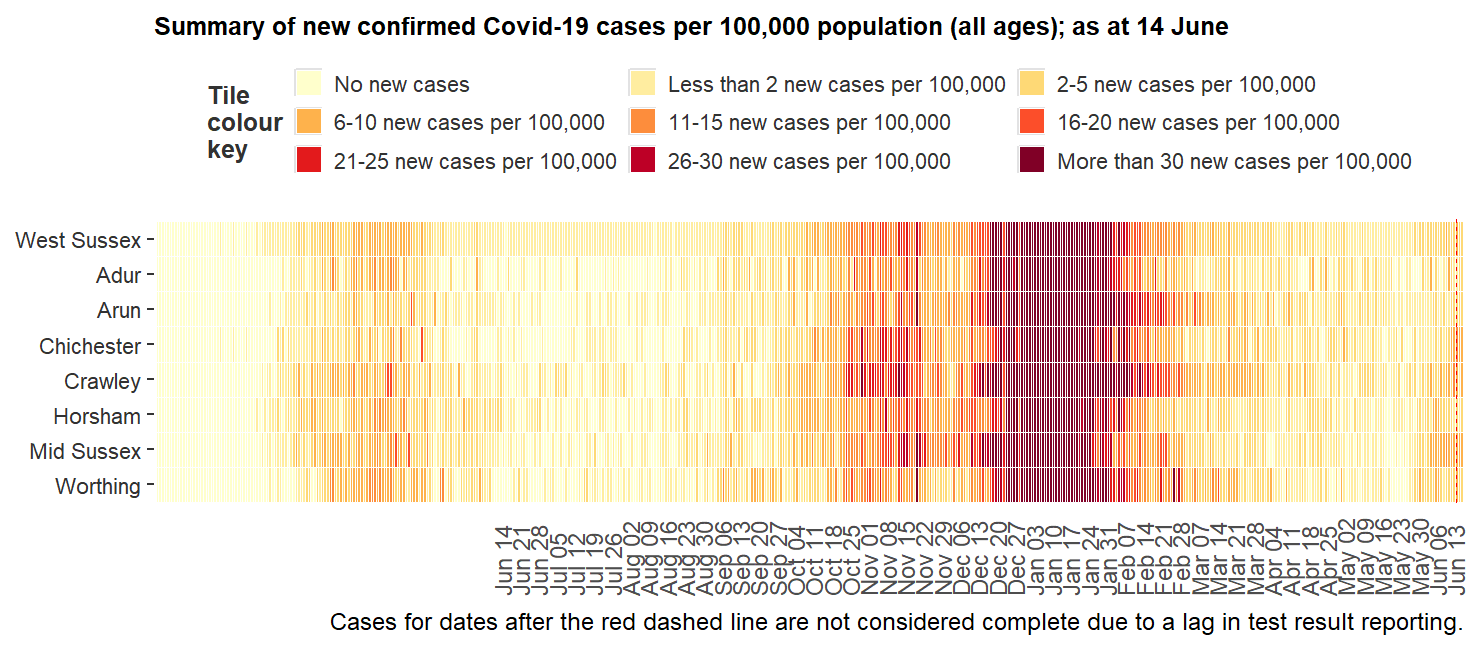 Summary of new confirmed Covid-19 cases per 100,000 population (all ages); as at 14 June
Tile
colour
key
No new cases
Less than 2 new cases per 100,000
2-5 new cases per 100,000
6-10 new cases per 100,000
11-15 new cases per 100,000
16-20 new cases per 100,000
21-25 new cases per 100,000
26-30 new cases per 100,000
More than 30 new cases per 100,000
West Sussex
Adur
Arun
Chichester
Crawley
Horsham
Mid Sussex
Worthing
Jun 14
Jun 21
Jun 28
Jul 05
Jul 12
Jul 19
Jul 26
Aug 02
Aug 09
Aug 16
Aug 23
Aug 30
Sep 06
Sep 13
Sep 20
Sep 27
Oct 04
Oct 11
Oct 18
Oct 25
Nov 01
Nov 08
Nov 15
Nov 22
Nov 29
Dec 06
Dec 13
Dec 20
Dec 27
Jan 03
Jan 10
Jan 17
Jan 24
Jan 31
Feb 07
Feb 14
Feb 21
Feb 28
Mar 07
Mar 14
Mar 21
Mar 28
Apr 04
Apr 11
Apr 18
Apr 25
May 02
May 09
May 16
May 23
May 30
Jun 06
Jun 13
Cases for dates after the red dashed line are not considered complete due to a lag in test result reporting.